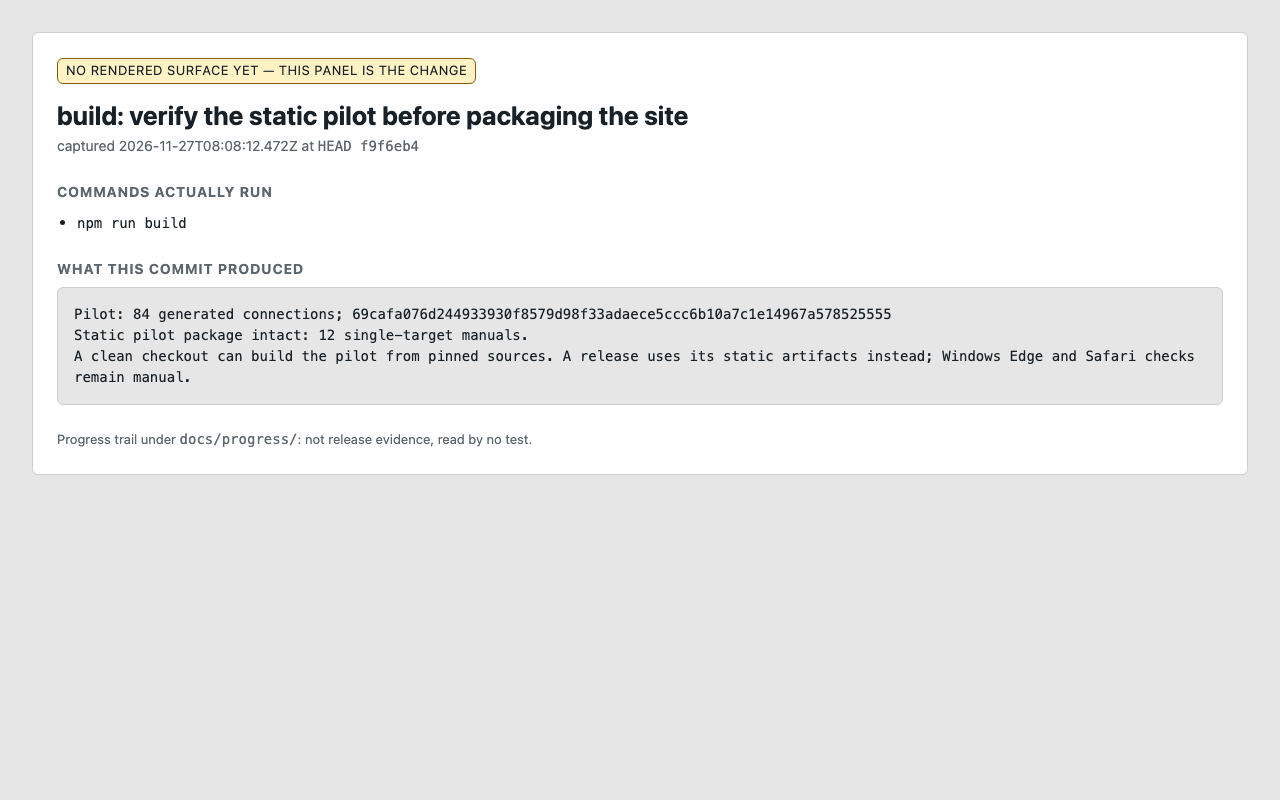 NO RENDERED SURFACE YET — THIS PANEL IS THE CHANGE
build: verify the static pilot before packaging the site
captured 2026-11-27T08:08:12.472Z at HEAD f9f6eb4
COMMANDS ACTUALLY RUN
• npm run build
WHAT THIS COMMIT PRODUCED
Pilot: 84 generated connections; 69cafa076d244933930f8579d98f33adaece5ccc6b10a7c1e14967a578525555
Static pilot package intact: 12 single-target manuals.
A clean checkout can build the pilot from pinned sources. A release uses its static artifacts instead; Windows Edge and Safari checks
remain manual.
Progress trail under docs/progress/: not release evidence, read by no test.